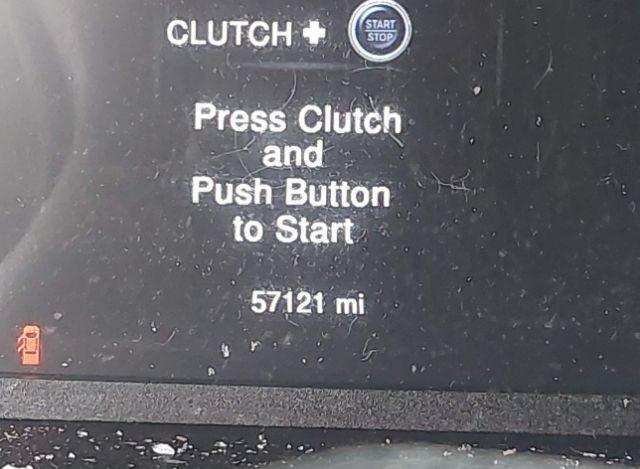 CLUTCH + START
STOP
Press Clutch
and
Push Button
to Start
57121 mi